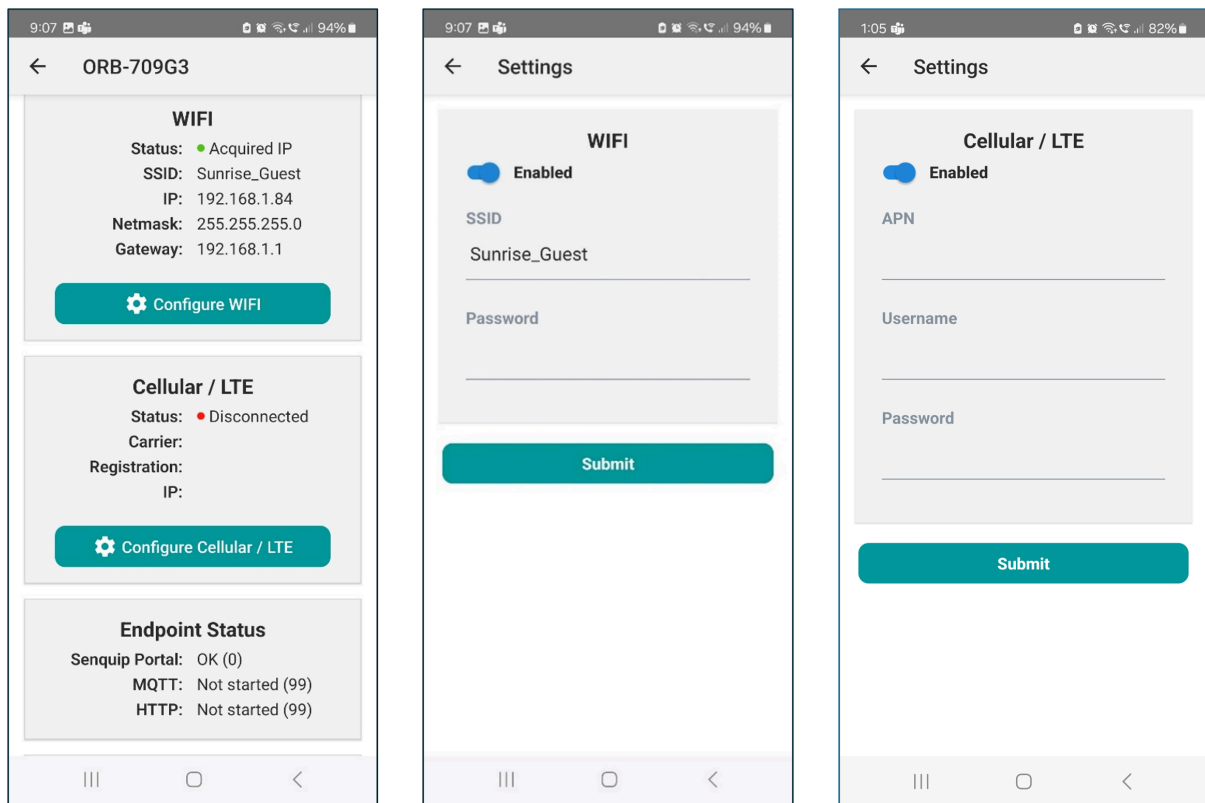 9:07 94%
ORB-709G3
WIFI
Status: Acquired IP
SSID: Sunrise_Guest
IP: 192.168.1.84
Netmask: 255.255.255.0
Gateway: 192.168.1.1
Configure WIFI
Cellular / LTE
Status: Disconnected
Carrier:
Registration:
IP:
Configure Cellular / LTE
Endpoint Status
Senquip Portal: OK (0)
MQTT: Not started (99)
HTTP: Not started (99)
9:07 94%
Settings
WIFI
Enabled
SSID
Sunrise_Guest
Password
Submit
1:05 82%
Settings
Cellular / LTE
Enabled
APN
Username
Password
Submit